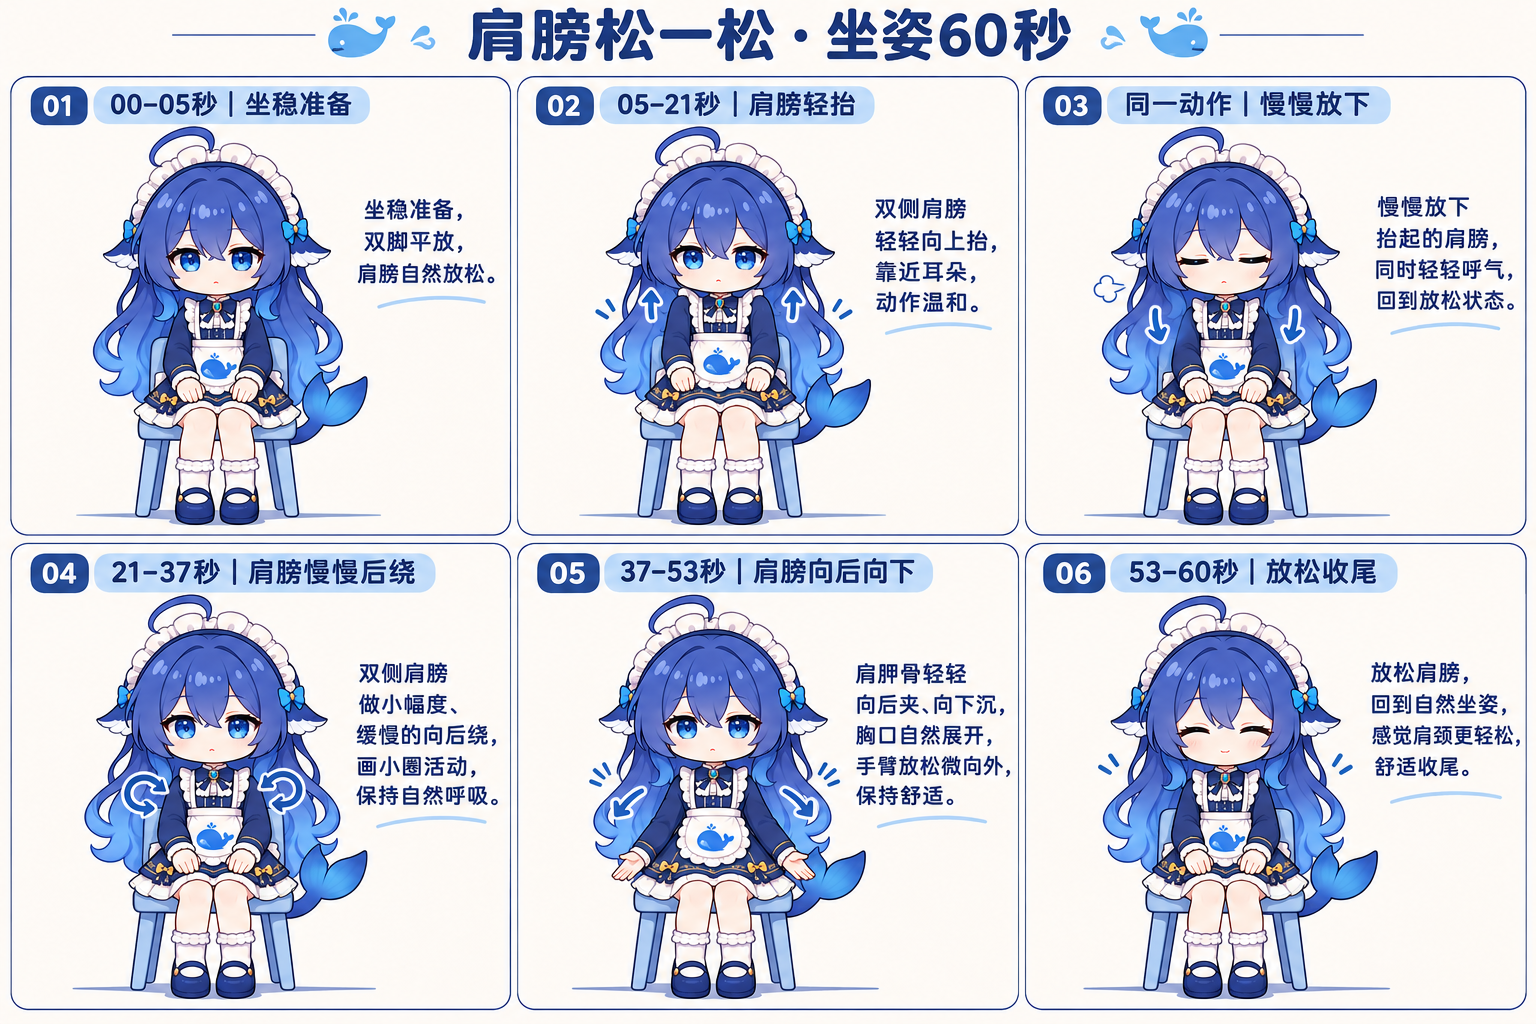 肩膀松一松·坐姿60秒
01 00-05秒｜坐稳准备
坐稳准备，
双脚平放，
肩膀自然放松。
02 05-21秒｜肩膀轻抬
双侧肩膀
轻轻向上抬，
靠近耳朵，
动作温和。
03 同一动作｜慢慢放下
慢慢放下
抬起的肩膀，
同时轻轻呼气，
回到放松状态。
04 21-37秒｜肩膀慢慢后绕
双侧肩膀
做小幅度、
缓慢的向后绕，
画小圈活动，
保持自然呼吸。
05 37-53秒｜肩膀向后向下
肩胛骨轻轻
向后夹、向下沉，
胸口自然展开，
手臂放松微向外，
保持舒适。
06 53-60秒｜放松收尾
放松肩膀，
回到自然坐姿，
感觉肩颈更轻松，
舒适收尾。